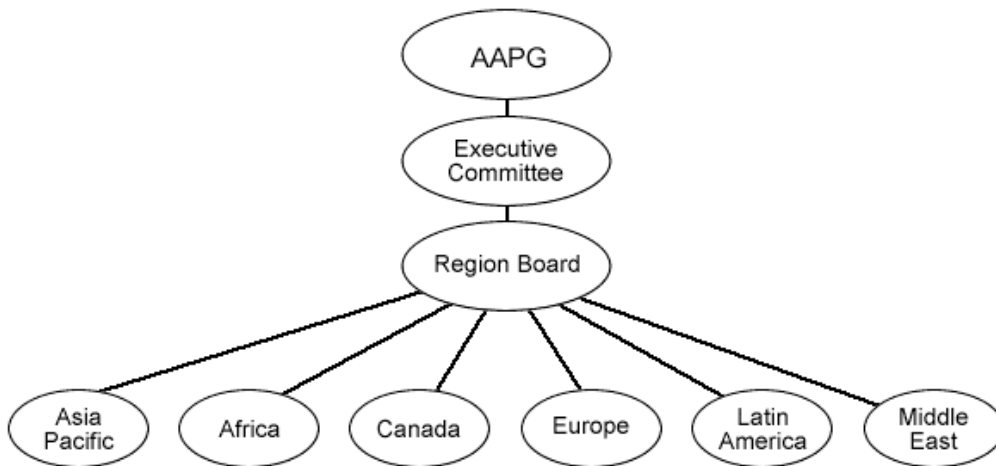 AAPG
Executive
Committee
Region Board
Asia
Pacific
Africa
Canada
Europe
Latin
America
Middle
East